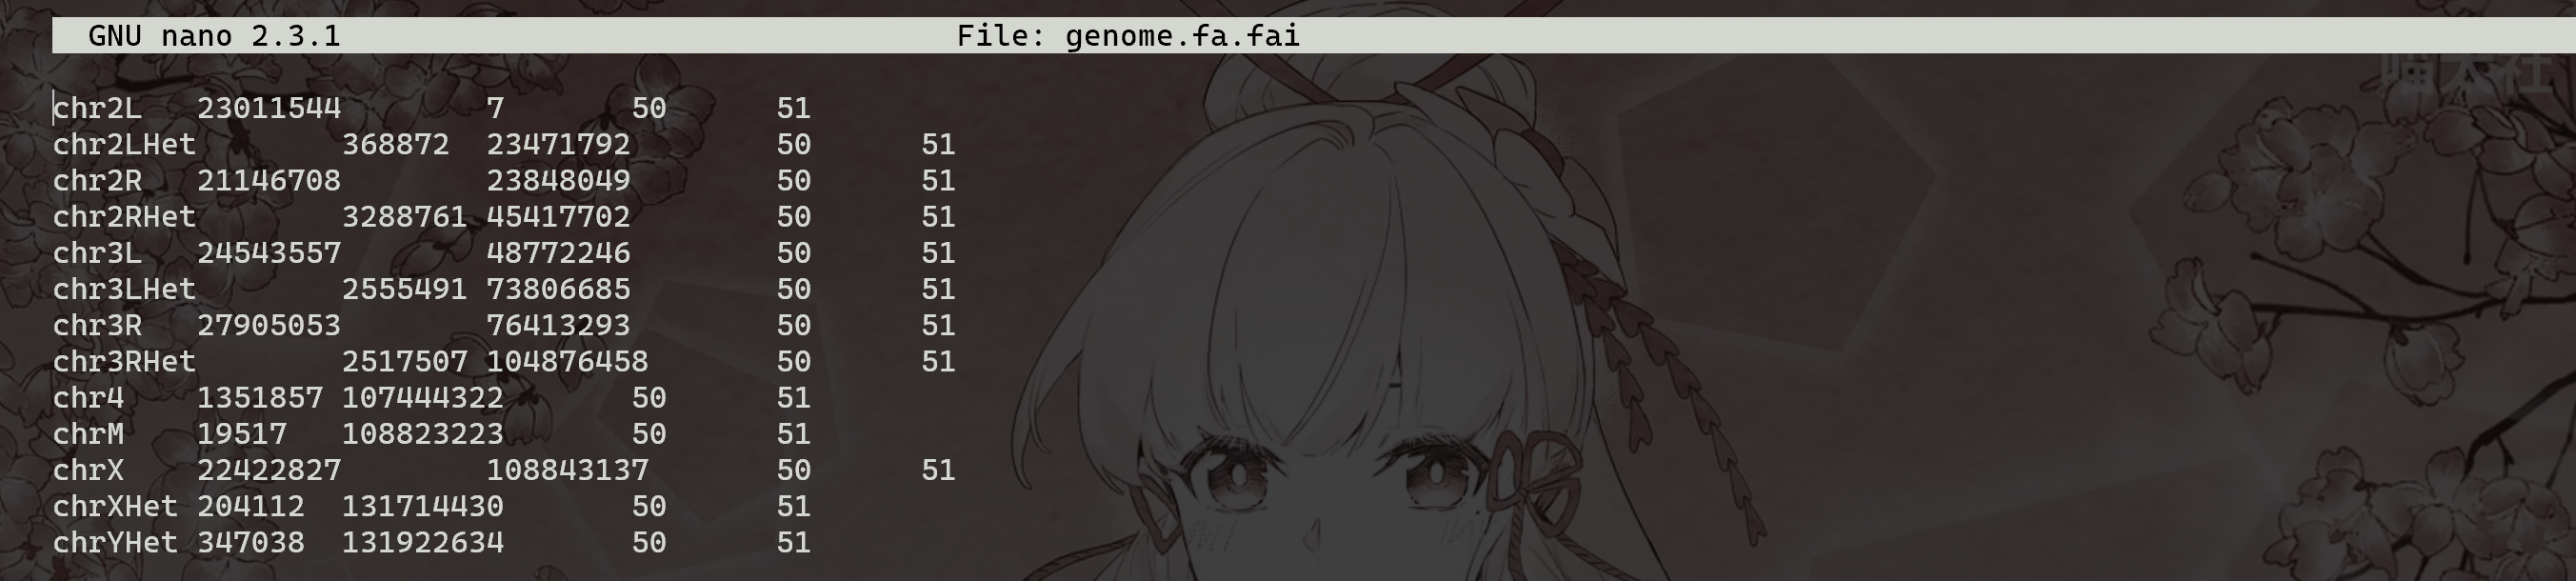 GNU nano 2.3.1 File: genome.fa.fai
chr2L 23011544 7 50 51
chr2LHet 368872 23471792 50 51
chr2R 21146708 23848049 50 51
chr2RHet 3288761 45417702 50 51
chr3L 24543557 48772246 50 51
chr3LHet 2555491 73806685 50 51
chr3R 27905053 76413293 50 51
chr3RHet 2517507 104876458 50 51
chr4 1351857 107444322 50 51
chrM 19517 108823223 50 51
chrX 22422827 108843137 50 51
chrXHet 204112 131714430 50 51
chrYHet 347038 131922634 50 51